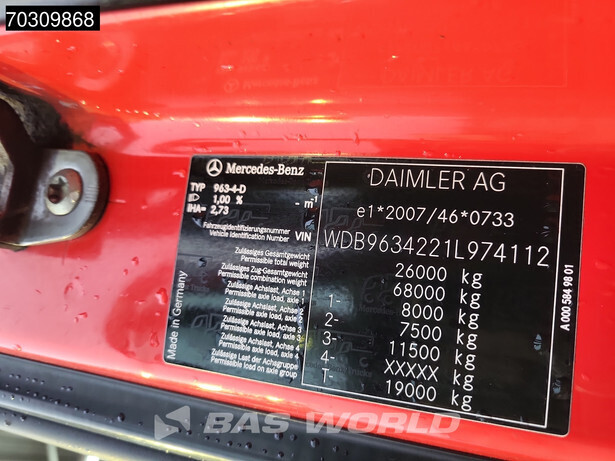 70309868
Mercedes-Benz
TYP 963-4-D
1,00 % - m²
IHA= 2,73
Fahrzeugidentifizierungsnummer
Vehicle identification Number VIN
DAIMLER AG
e1*2007/46*0733
WDB9634221L974112
Zulässiges Gesamtgewicht
Permissible total weight
26000 kg
Zulässiges Zug-Gesamtgewicht
Permissible combination weight
68000 kg
Zulässige Achslast, Achse 1
Permissible axle load, axle 1
1- 8000 kg
Zulässige Achslast, Achse 2
Permissible axle load, axle 2
2- 7500 kg
Zulässige Achslast, Achse 3
Permissible axle load, axle 3
3- 11500 kg
Zulässige Achslast, Achse 4
Permissible axle load, axle 4
4- XXXXX kg
Zulässige Last der Achsgruppe
Permissible load on axle group
T- 19000 kg
Made in Germany
A 000 584 98 01
BAS WORLD